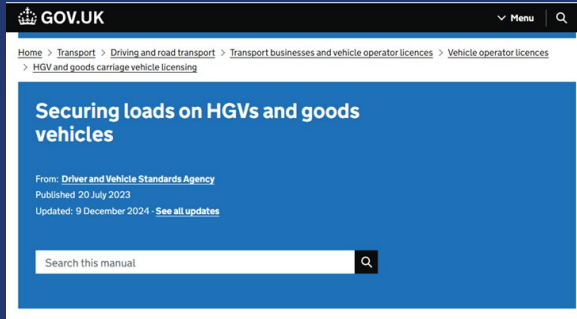 GOV.UK
Menu
Home > Transport > Driving and road transport > Transport businesses and vehicle operator licences > Vehicle operator licences
> HGV and goods carriage vehicle licensing
Securing loads on HGVs and goods
vehicles
From: Driver and Vehicle Standards Agency
Published 20 July 2023
Updated: 9 December 2024 - See all updates
Search this manual